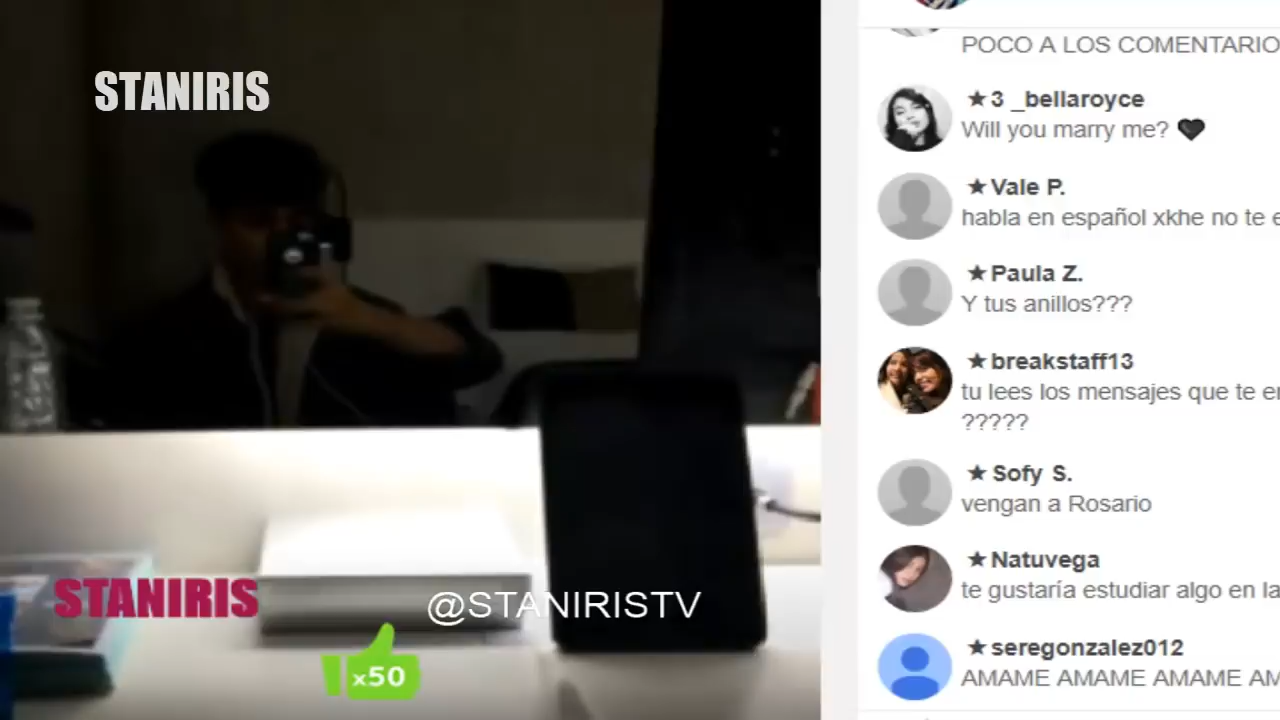 STANIRIS
STANIRIS
@STANIRISTV
x50
POCO A LOS COMENTARIO
★3 _bellaroyce
Will you marry me? 🖤
★Vale P.
habla en español xkhe no te e
★Paula Z.
Y tus anillos???
★breakstaff13
tu lees los mensajes que te en
?????
★Sofy S.
vengan a Rosario
★Natuvega
te gustaría estudiar algo en la
★seregonzalez012
AMAME AMAME AMAME AM